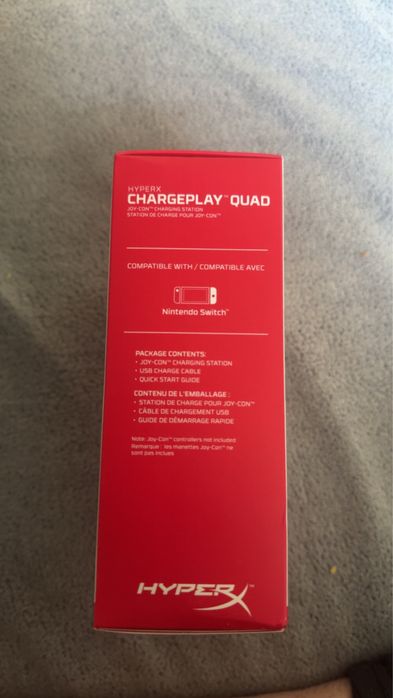 HYPERX
CHARGEPLAY™ QUAD
JOY-CON™ CHARGING STATION
STATION DE CHARGE POUR JOY-CON™
COMPATIBLE WITH / COMPATIBLE AVEC
Nintendo Switch™
PACKAGE CONTENTS:
• JOY-CON™ CHARGING STATION
• USB CHARGE CABLE
• QUICK START GUIDE
CONTENU DE L'EMBALLAGE :
• STATION DE CHARGE POUR JOY-CON™
• CÂBLE DE CHARGEMENT USB
• GUIDE DE DÉMARRAGE RAPIDE
Note: Joy-Con™ controllers not included
Remarque : les manettes Joy-Con™ ne
sont pas inclues
HYPERX™